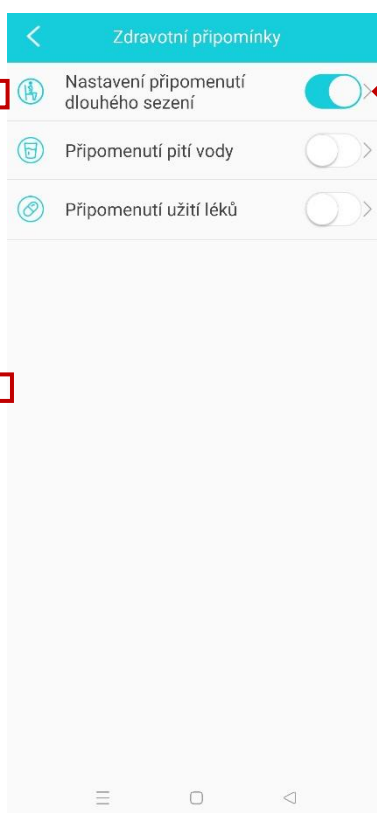 Zdravotní připomínky
Nastavení připomenutí
dlouhého sezení
Připomenutí pití vody
Připomenutí užití léků